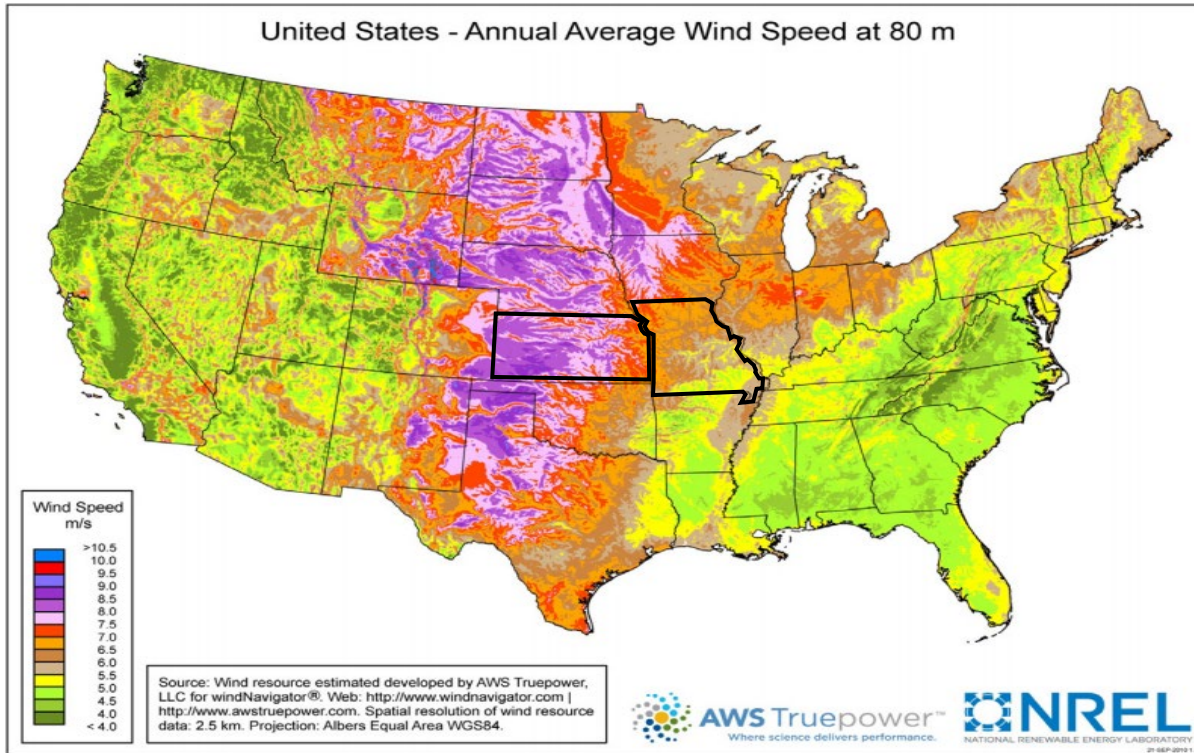 United States - Annual Average Wind Speed at 80 m
Wind Speed
m/s
>10.5
10.0
9.5
9.0
8.5
8.0
7.5
7.0
6.5
6.0
5.5
5.0
4.5
4.0
< 4.0
Source: Wind resource estimated developed by AWS Truepower,
LLC for windNavigator®. Web: http://www.windnavigator.com |
http://www.awstruepower.com. Spatial resolution of wind resource
data: 2.5 km. Projection: Albers Equal Area WGS84.
AWS Truepower™
Where science delivers performance.
NREL
NATIONAL RENEWABLE ENERGY LABORATORY